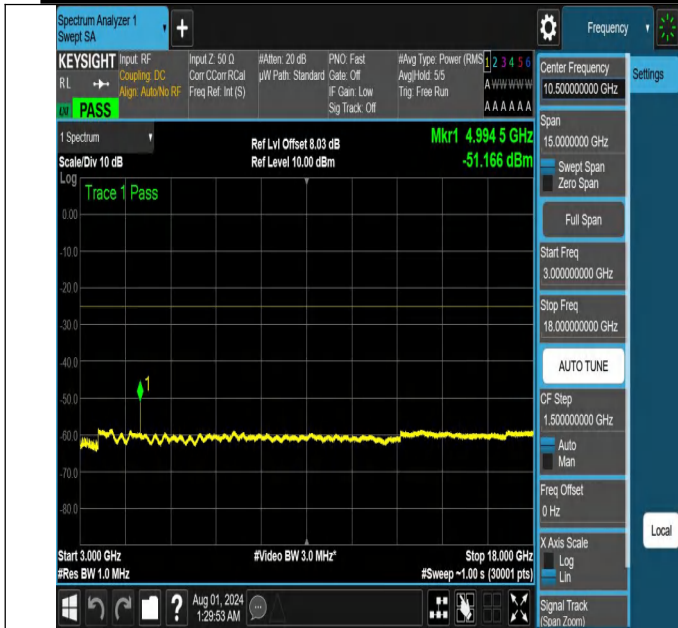 Spectrum Analyzer 1
Swept SA
+
Frequency
KEYSIGHT
RL
LXI
PASS
Input: RF
Coupling: DC
Align: Auto/No RF
Input Z: 50 Ω
Corr CCorr RCal
Freq Ref: Int (S)
#Atten: 20 dB
µW Path: Standard
PNO: Fast
Gate: Off
IF Gain: Low
Sig Track: Off
#Avg Type: Power (RMS
Avg|Hold: 5/5
Trig: Free Run
1 2 3 4 5 6
A W W W W W
A A A A A A
Center Frequency
10.500000000 GHz
Settings
Span
15.0000000 GHz
Swept Span
Zero Span
Full Span
Start Freq
3.000000000 GHz
Stop Freq
18.000000000 GHz
AUTO TUNE
CF Step
1.500000000 GHz
Auto
Man
Freq Offset
0 Hz
X Axis Scale
Log
Lin
Signal Track
(Span Zoom)
Local
1 Spectrum
Scale/Div 10 dB
Ref Lvl Offset 8.03 dB
Ref Level 10.00 dBm
Mkr1 4.994 5 GHz
-51.166 dBm
Log
Trace 1 Pass
0.00
-10.0
-20.0
-30.0
-40.0
-50.0
-60.0
-70.0
-80.0
1
Start 3.000 GHz
#Res BW 1.0 MHz
#Video BW 3.0 MHz*
Stop 18.000 GHz
#Sweep ~1.00 s (30001 pts)
?
Aug 01, 2024
1:29:53 AM